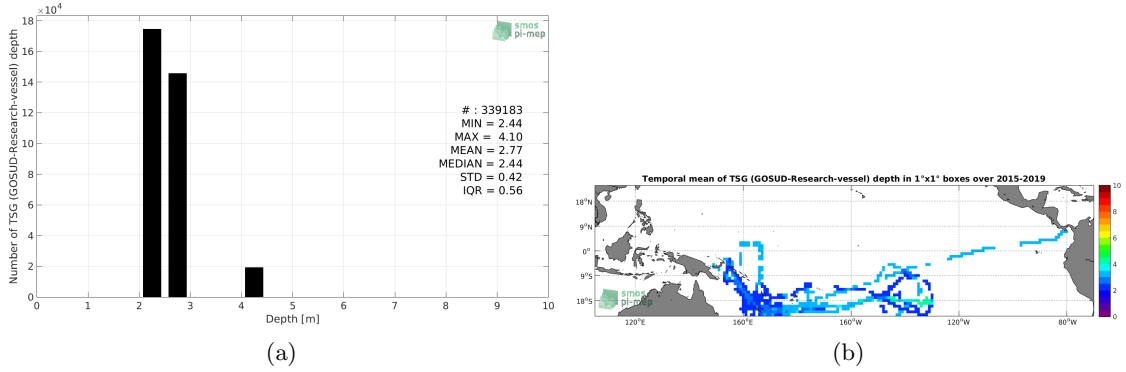 ×10⁴
18
16
14
12
10
8
6
4
2
0
Number of TSG (GOSUD-Research-vessel) depth
smos
pi-mep
# : 339183
MIN = 2.44
MAX = 4.10
MEAN = 2.77
MEDIAN = 2.44
STD = 0.42
IQR = 0.56
0 1 2 3 4 5 6 7 8 9 10
Depth [m]
(a)
Temporal mean of TSG (GOSUD-Research-vessel) depth in 1°x1° boxes over 2015-2019
18°N
9°N
0°
9°S
18°S
smos
pi-mep
120°E 160°E 160°W 120°W 80°W
10
8
6
4
2
0
(b)